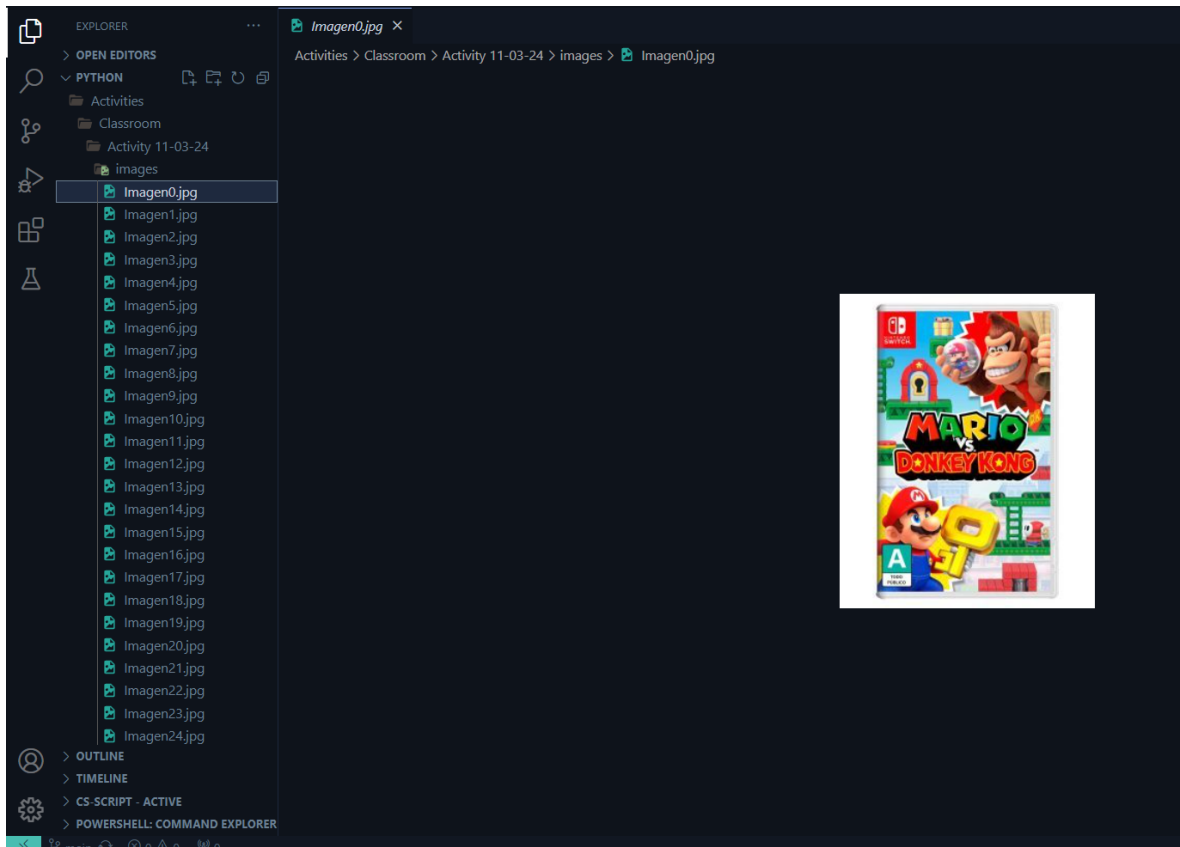 EXPLORER
OPEN EDITORS
PYTHON
Activities
Classroom
Activity 11-03-24
images
Imagen0.jpg
Imagen1.jpg
Imagen2.jpg
Imagen3.jpg
Imagen4.jpg
Imagen5.jpg
Imagen6.jpg
Imagen7.jpg
Imagen8.jpg
Imagen9.jpg
Imagen10.jpg
Imagen11.jpg
Imagen12.jpg
Imagen13.jpg
Imagen14.jpg
Imagen15.jpg
Imagen16.jpg
Imagen17.jpg
Imagen18.jpg
Imagen19.jpg
Imagen20.jpg
Imagen21.jpg
Imagen22.jpg
Imagen23.jpg
Imagen24.jpg
OUTLINE
TIMELINE
CS-SCRIPT - ACTIVE
POWERSHELL: COMMAND EXPLORER
Imagen0.jpg
Activities > Classroom > Activity 11-03-24 > images > Imagen0.jpg
SWITCH
MARIO
VS.
DONKEY KONG
A
TODO
PÚBLICO